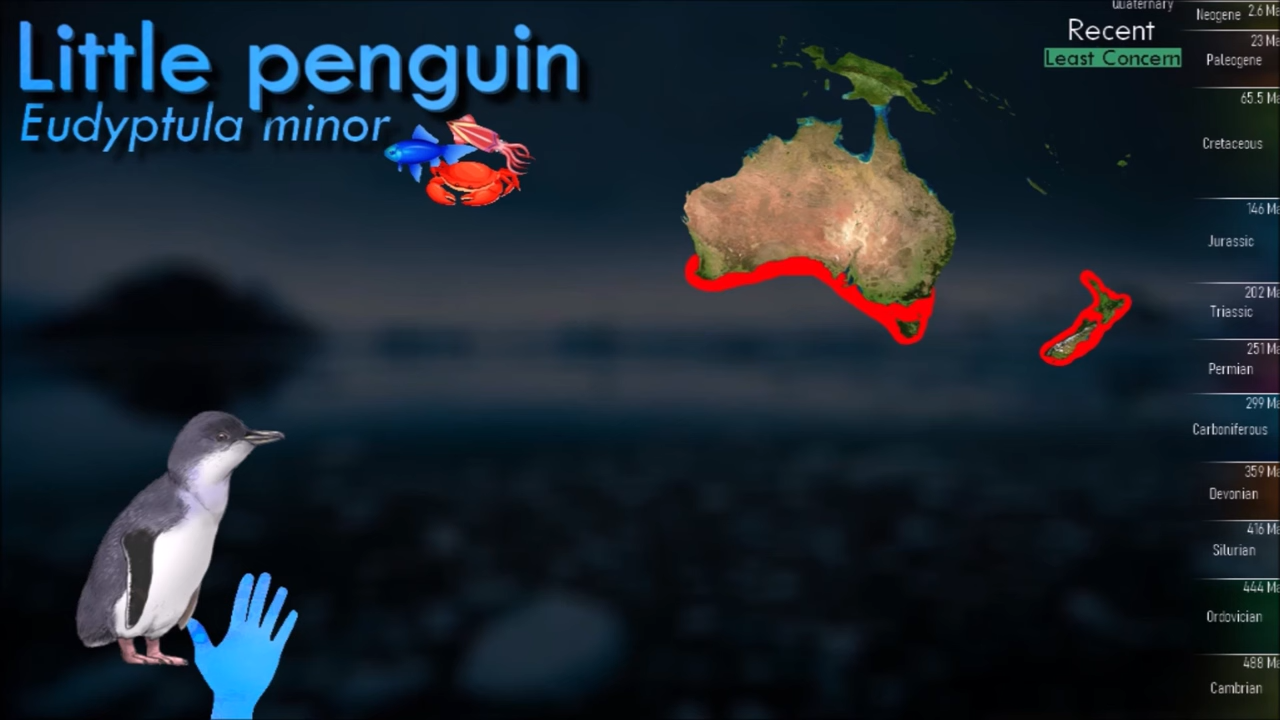 Little penguin
Eudyptula minor
Quaternary
Recent
Least Concern
Neogene 2.6 Ma
23 Ma
Paleogene
65.5 Ma
Cretaceous
146 Ma
Jurassic
202 Ma
Triassic
251 Ma
Permian
299 Ma
Carboniferous
359 Ma
Devonian
416 Ma
Silurian
444 Ma
Ordovician
488 Ma
Cambrian